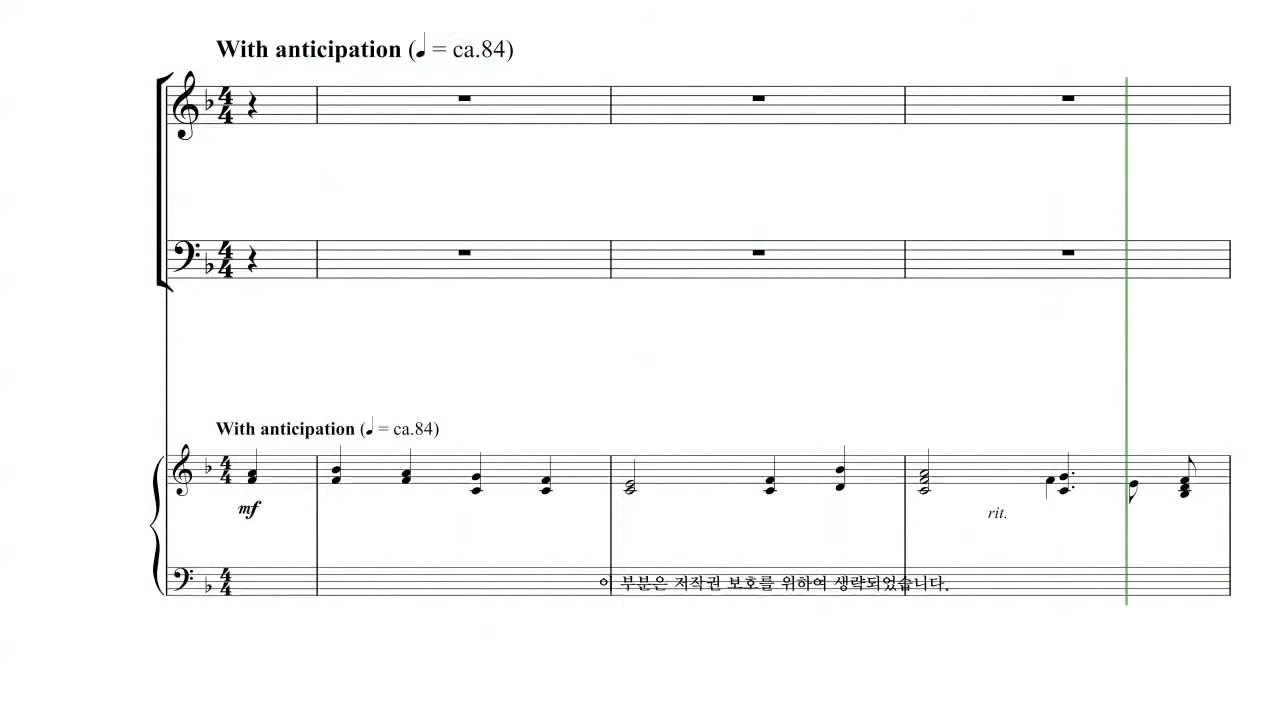 With anticipation (♩ = ca.84)
With anticipation (♩ = ca.84)
mf
rit.
이 부분은 저작권 보호를 위하여 생략되었습니다.